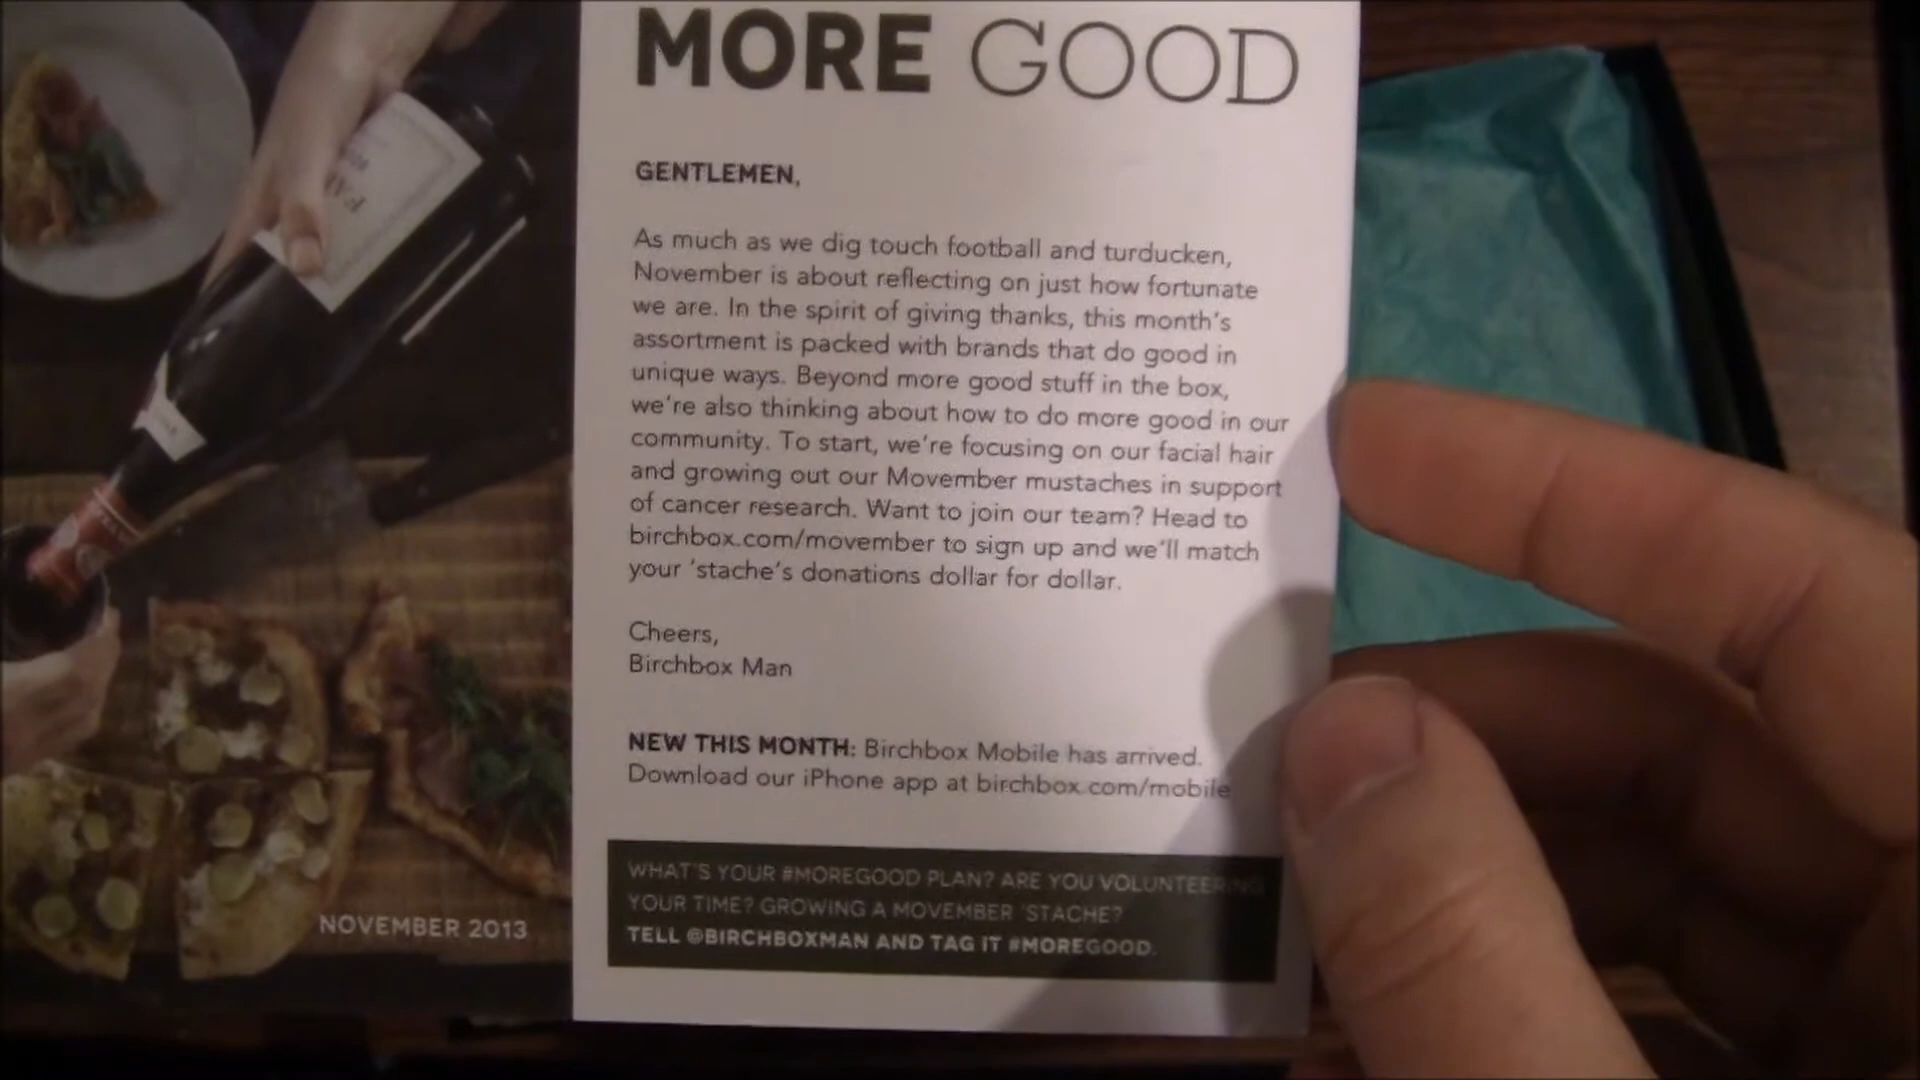 MORE GOOD
GENTLEMEN,
As much as we dig touch football and turducken,
November is about reflecting on just how fortunate
we are. In the spirit of giving thanks, this month's
assortment is packed with brands that do good in
unique ways. Beyond more good stuff in the box,
we're also thinking about how to do more good in our
community. To start, we're focusing on our facial hair
and growing out our Movember mustaches in support
of cancer research. Want to join our team? Head to
birchbox.com/movember to sign up and we'll match
your 'stache's donations dollar for dollar.
Cheers,
Birchbox Man
NEW THIS MONTH: Birchbox Mobile has arrived.
Download our iPhone app at birchbox.com/mobile
WHAT'S YOUR #MOREGOOD PLAN? ARE YOU VOLUNTEERING
YOUR TIME? GROWING A MOVEMBER 'STACHE?
TELL @BIRCHBOXMAN AND TAG IT #MOREGOOD.
NOVEMBER 2013